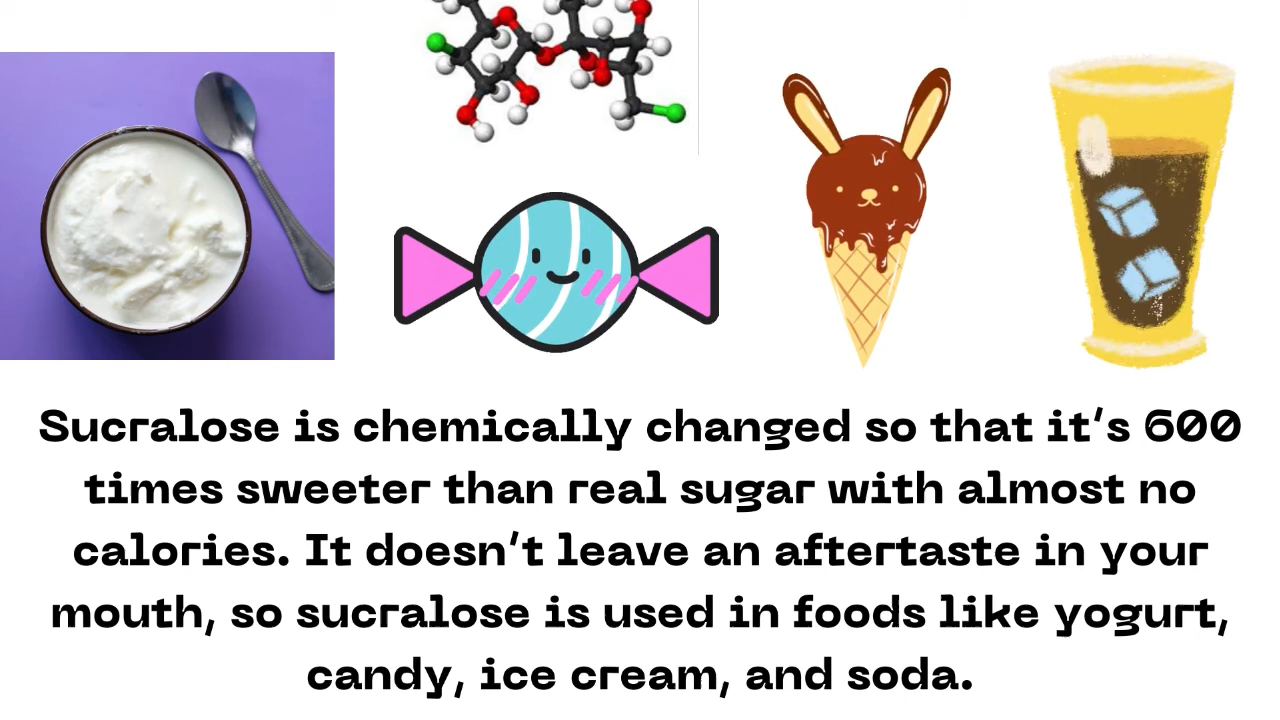 Sucralose is chemically changed so that it's 600
times sweeter than real sugar with almost no
calories. It doesn't leave an aftertaste in your
mouth, so sucralose is used in foods like yogurt,
candy, ice cream, and soda.